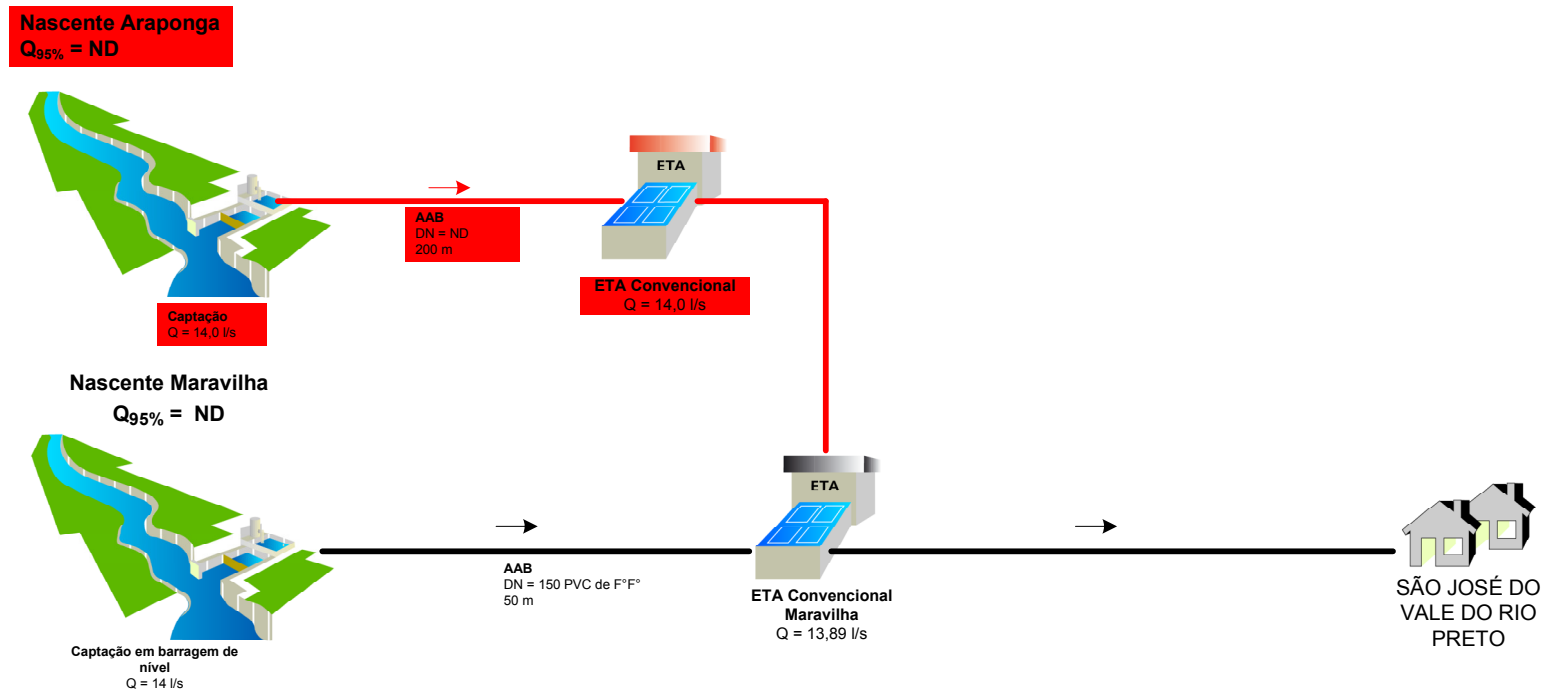 Nascente Araponga
Q95% = ND
ETA
AAB
DN = ND
200 m
ETA Convencional
Q = 14,0 l/s
Captação
Q = 14,0 l/s
Nascente Maravilha
Q95% = ND
ETA
AAB
DN = 150 PVC de F°F°
50 m
ETA Convencional
Maravilha
Q = 13,89 l/s
SÃO JOSÉ DO
VALE DO RIO
PRETO
Captação em barragem de
nível
Q = 14 l/s